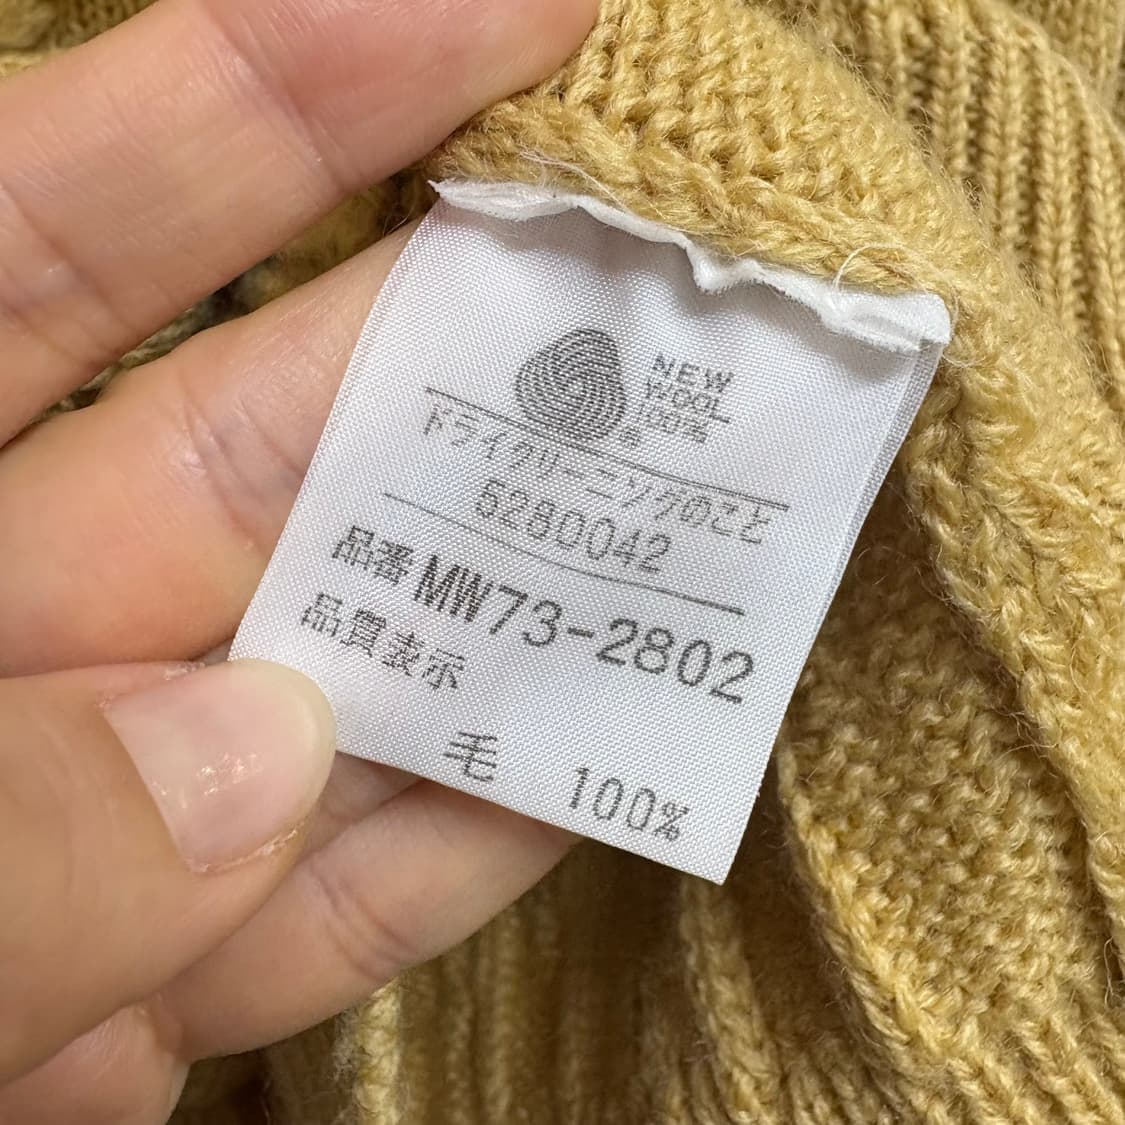 NEW
WOOL
100%
ドライクリーニングのこと
5280042
品番 MW73-2802
品質表示
毛 100%